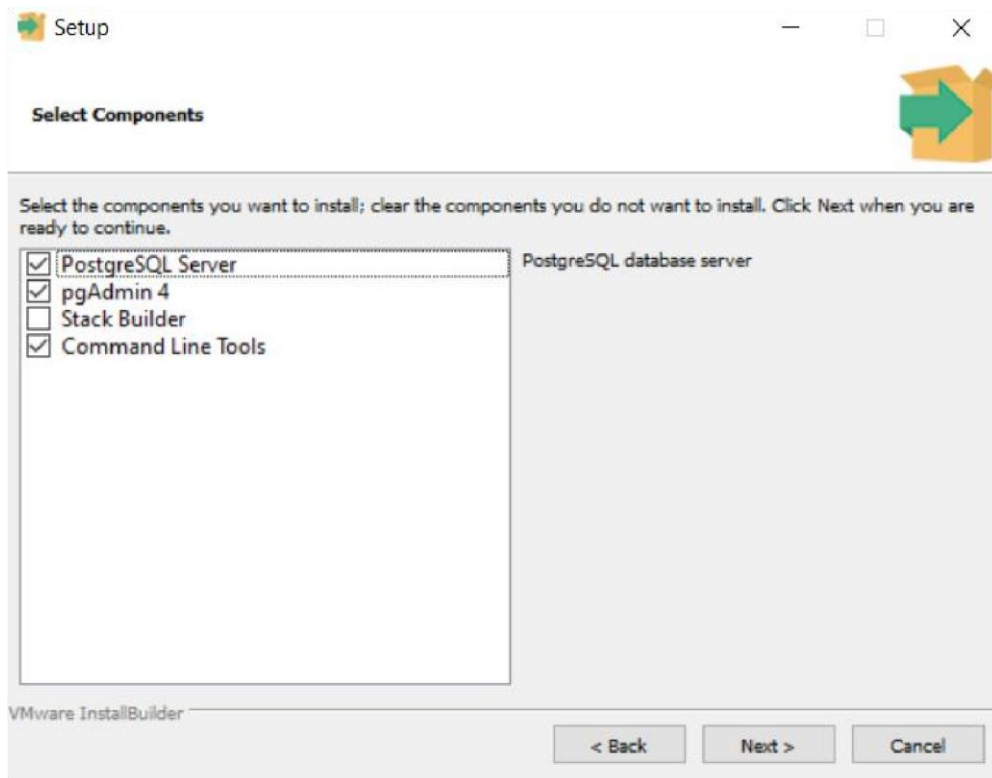 Setup
Select Components
Select the components you want to install; clear the components you do not want to install. Click Next when you are
ready to continue.
PostgreSQL Server
PostgreSQL database server
pgAdmin 4
Stack Builder
Command Line Tools
VMware InstallBuilder
< Back
Next >
Cancel